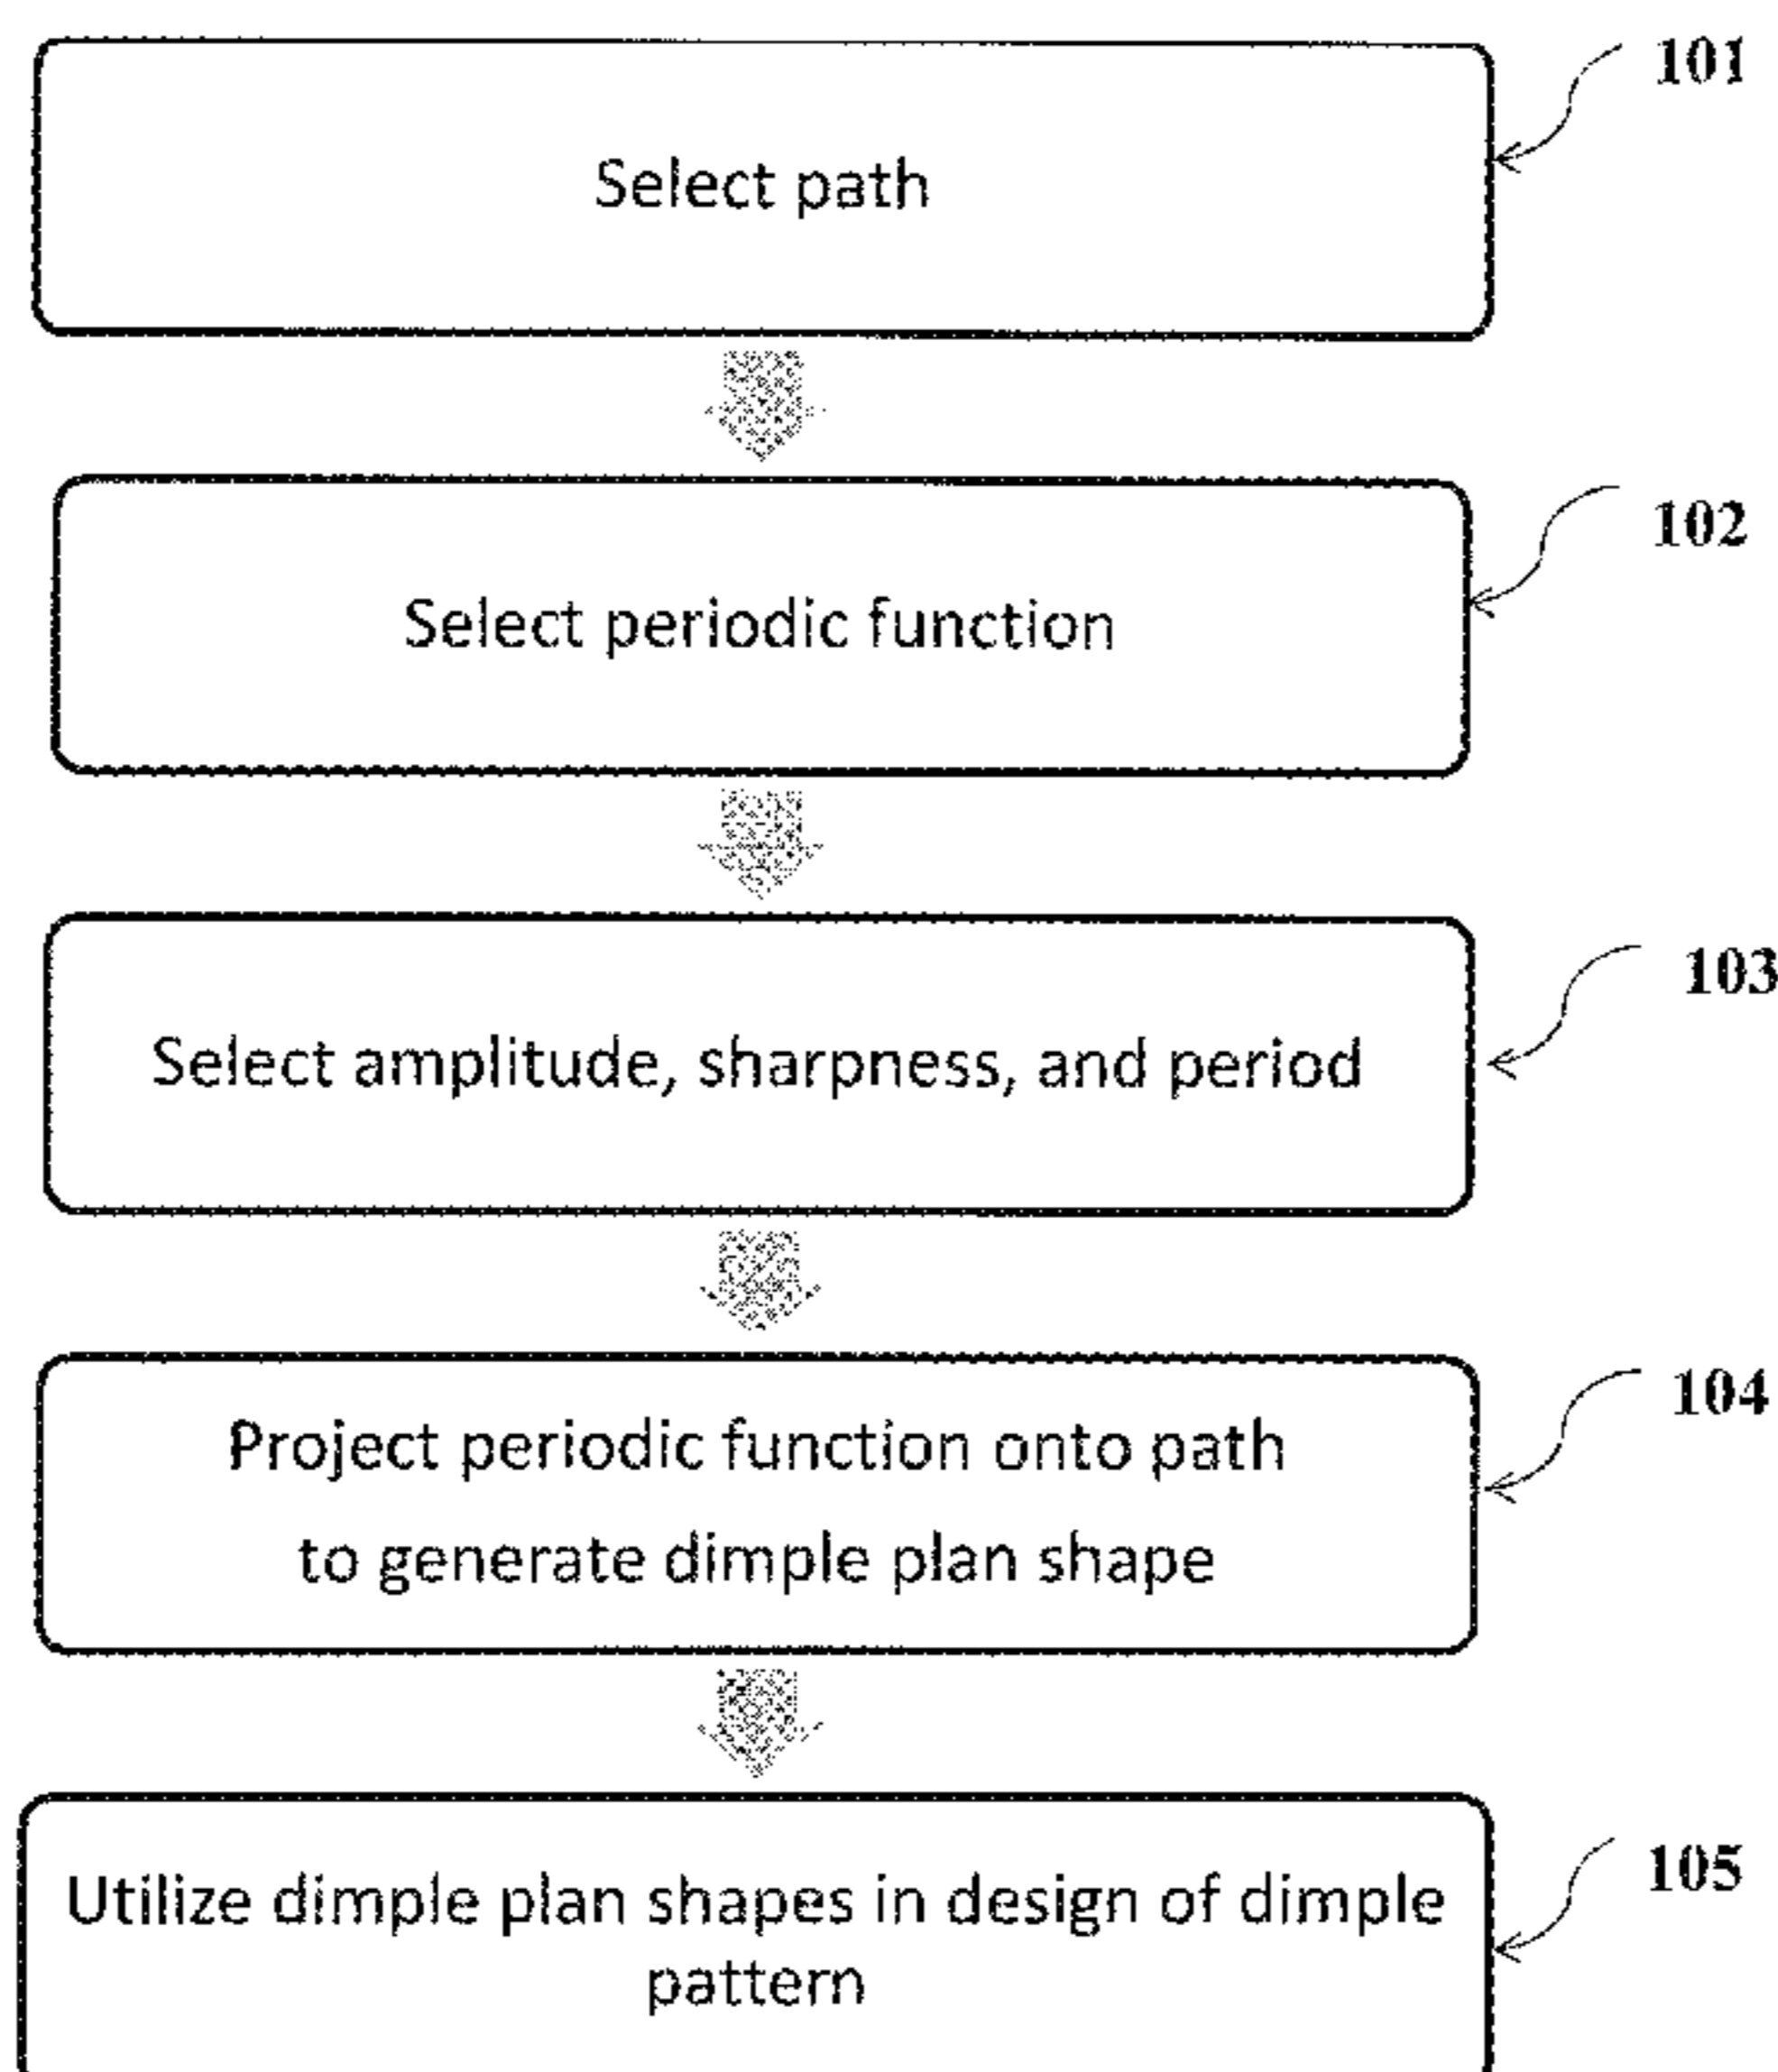 101
Select path
102
Select periodic function
103
Select amplitude, sharpness, and period
104
Project periodic function onto path
to generate dimple plan shape
105
Utilize dimple plan shapes in design of dimple
pattern